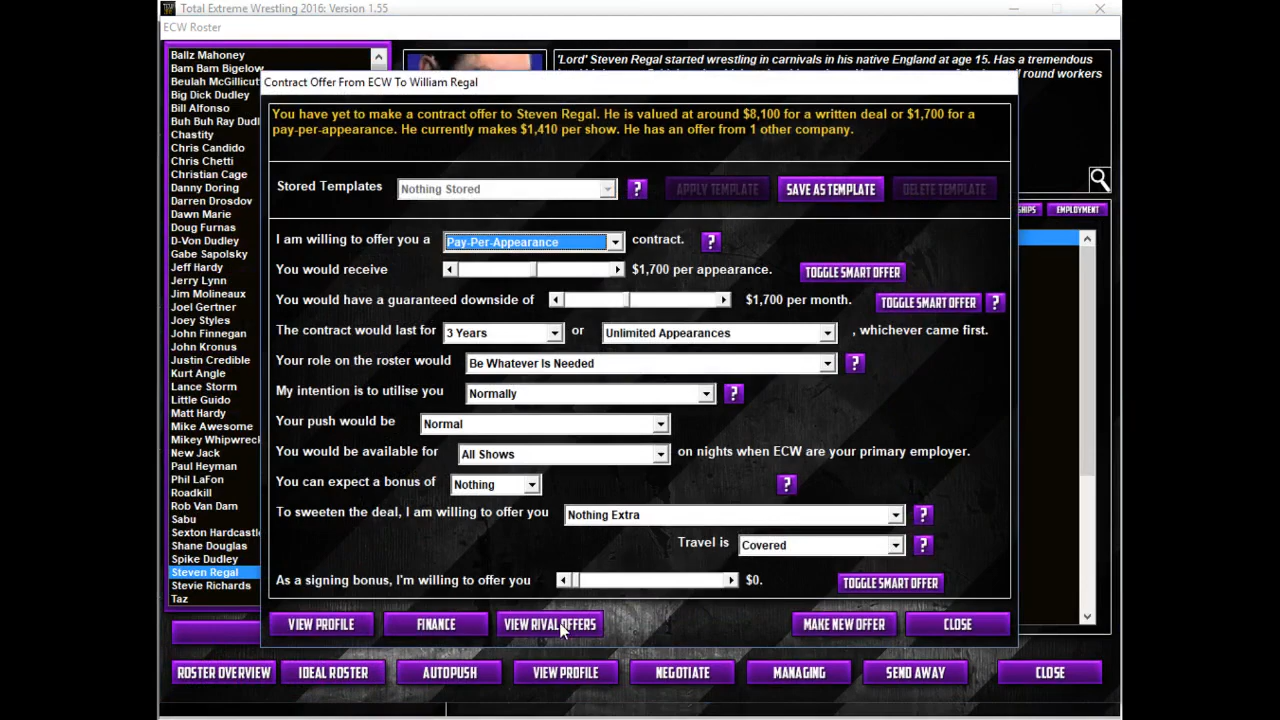 Total Extreme Wrestling 2016: Version 1.55
ECW Roster
Ballz Mahoney
Bam Bam Bigelow
Beulah McGillicut
Big Dick Dudley
Bill Alfonso
Buh Buh Ray Dudl
Chastity
Chris Candido
Chris Chetti
Christian Cage
Danny Doring
Darren Drosdov
Dawn Marie
Doug Furnas
D-Von Dudley
Gabe Sapolsky
Jeff Hardy
Jerry Lynn
Jim Molineaux
Joel Gertner
Joey Styles
John Finnegan
John Kronus
Justin Credible
Kurt Angle
Lance Storm
Little Guido
Matt Hardy
Mike Awesome
Mikey Whipwreck
New Jack
Paul Heyman
Phil LaFon
Roadkill
Rob Van Dam
Sabu
Sexton Hardcastl
Shane Douglas
Spike Dudley
Steven Regal
Stevie Richards
Taz
'Lord' Steven Regal started wrestling in carnivals in his native England at age 15. Has a tremendous
all round workers
HIPS
EMPLOYMENT
Contract Offer From ECW To William Regal
You have yet to make a contract offer to Steven Regal. He is valued at around $8,100 for a written deal or $1,700 for a
pay-per-appearance. He currently makes $1,410 per show. He has an offer from 1 other company.
Stored Templates Nothing Stored ? APPLY TEMPLATE SAVE AS TEMPLATE DELETE TEMPLATE
I am willing to offer you a Pay-Per-Appearance contract. ?
You would receive $1,700 per appearance. TOGGLE SMART OFFER
You would have a guaranteed downside of $1,700 per month. TOGGLE SMART OFFER ?
The contract would last for 3 Years or Unlimited Appearances , whichever came first.
Your role on the roster would Be Whatever Is Needed ?
My intention is to utilise you Normally ?
Your push would be Normal
You would be available for All Shows on nights when ECW are your primary employer.
You can expect a bonus of Nothing ?
To sweeten the deal, I am willing to offer you Nothing Extra ?
Travel is Covered ?
As a signing bonus, I'm willing to offer you $0. TOGGLE SMART OFFER
VIEW PROFILE FINANCE VIEW RIVAL OFFERS MAKE NEW OFFER CLOSE
ROSTER OVERVIEW IDEAL ROSTER AUTOPUSH VIEW PROFILE NEGOTIATE MANAGING SEND AWAY CLOSE